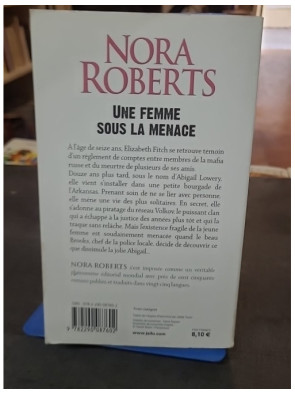 NORA
ROBERTS
UNE FEMME
SOUS LA MENACE
A l'âge de seize ans, Elizabeth Fitch se retrouve témoin
d'un règlement de comptes entre membres de la mafia
russe et du meurtre de plusieurs de ses amis.
Douze ans plus tard, sous le nom d'Abigail Lowery,
elle vient s'installer dans une petite bourgade de
l'Arkansas. Prenant soin de ne se lier avec personne
elle mène une vie des plus solitaires. En secret, elle
s'adonne au piratage du réseau Volkov, le puissant clan
qui a échappé à la justice des années plus tôt et qui la
traque sans relâche. Mais l'existence fragile de la jeune
femme est soudainement menacée quand le beau
Brooks, chef de la police locale, décide de découvrir ce
que dissimule la jolie Abigail...
NORA ROBERTS s'est imposée comme un véritable
phénomène éditorial mondial avec près de cent cinquante
romans publiés et traduits dans vingt-cinq langues.
Texte intégral
9 782290 087602
www.jailu.com
8,10 €